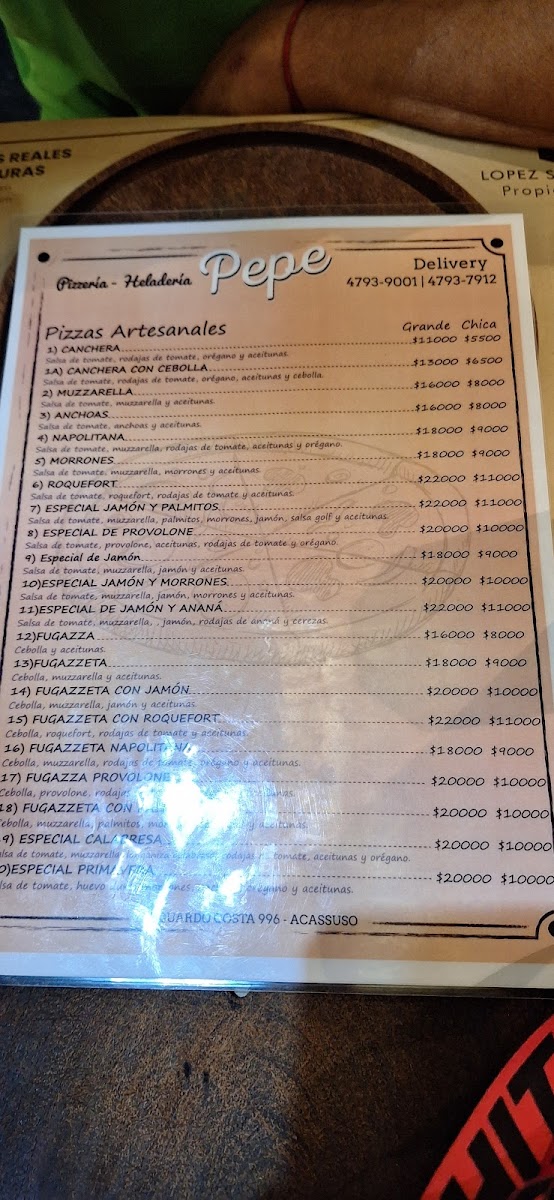 S REALES
URAS
LOPEZ S
Propi
Pizzería - Heladería
Pepe
Delivery
4793-9001 | 4793-7912
Pizzas Artesanales Grande Chica
1) CANCHERA $11000 $5500
Salsa de tomate, rodajas de tomate, orégano y aceitunas.
1A) CANCHERA CON CEBOLLA $13000 $6500
Salsa de tomate, rodajas de tomate, orégano, aceitunas y cebolla.
2) MUZZARELLA $16000 $8000
Salsa de tomate, muzzarella y aceitunas.
3) ANCHOAS $16000 $8000
Salsa de tomate, anchoas y aceitunas.
4) NAPOLITANA $18000 $9000
Salsa de tomate, muzzarella, rodajas de tomate, aceitunas y orégano.
5) MORRONES $18000 $9000
Salsa de tomate, muzzarella, morrones y aceitunas.
6) ROQUEFORT $22000 $11000
Salsa de tomate, roquefort, rodajas de tomate y aceitunas.
7) ESPECIAL JAMÓN Y PALMITOS $22000 $11000
Salsa de tomate, muzzarella, palmitos, morrones, jamón, salsa golf y aceitunas.
8) ESPECIAL DE PROVOLONE $20000 $10000
Salsa de tomate, provolone, aceitunas, rodajas de tomate y orégano.
9) Especial de Jamón $18000 $9000
Salsa de tomate, muzzarella, jamón y aceitunas.
10)ESPECIAL JAMÓN Y MORRONES $20000 $10000
Salsa de tomate, muzzarella, jamón, morrones y aceitunas.
11)ESPECIAL DE JAMÓN Y ANANÁ $22000 $11000
Salsa de tomate, muzzarella, , jamón, rodajas de ananá y cerezas.
12)FUGAZZA $16000 $8000
Cebolla y aceitunas.
13)FUGAZZETA $18000 $9000
Cebolla, muzzarella y aceitunas.
14) FUGAZZETA CON JAMÓN $20000 $10000
Cebolla, muzzarella, jamón y aceitunas.
15) FUGAZZETA CON ROQUEFORT $22000 $11000
Cebolla, roquefort, rodajas de tomate y aceitunas.
16) FUGAZZETA NAPOLITANA $18000 $9000
Cebolla, muzzarella, rodajas de tomate, orégano y aceitunas.
17) FUGAZZA PROVOLONE $20000 $10000
Cebolla, provolone, rodajas
18) FUGAZZETA CON $20000 $10000
Cebolla, muzzarella, palmitos, y aceitunas.
9) ESPECIAL CALABRESA $20000 $10000
alsa de tomate, muzzarella, longaniza calabresa, rodajas de tomate, aceitunas y orégano.
0)ESPECIAL PRIMAVERA $20000 $10000
lsa de tomate, huevo orégano y aceitunas.
UARDO COSTA 996 - ACASSUSO
HIT